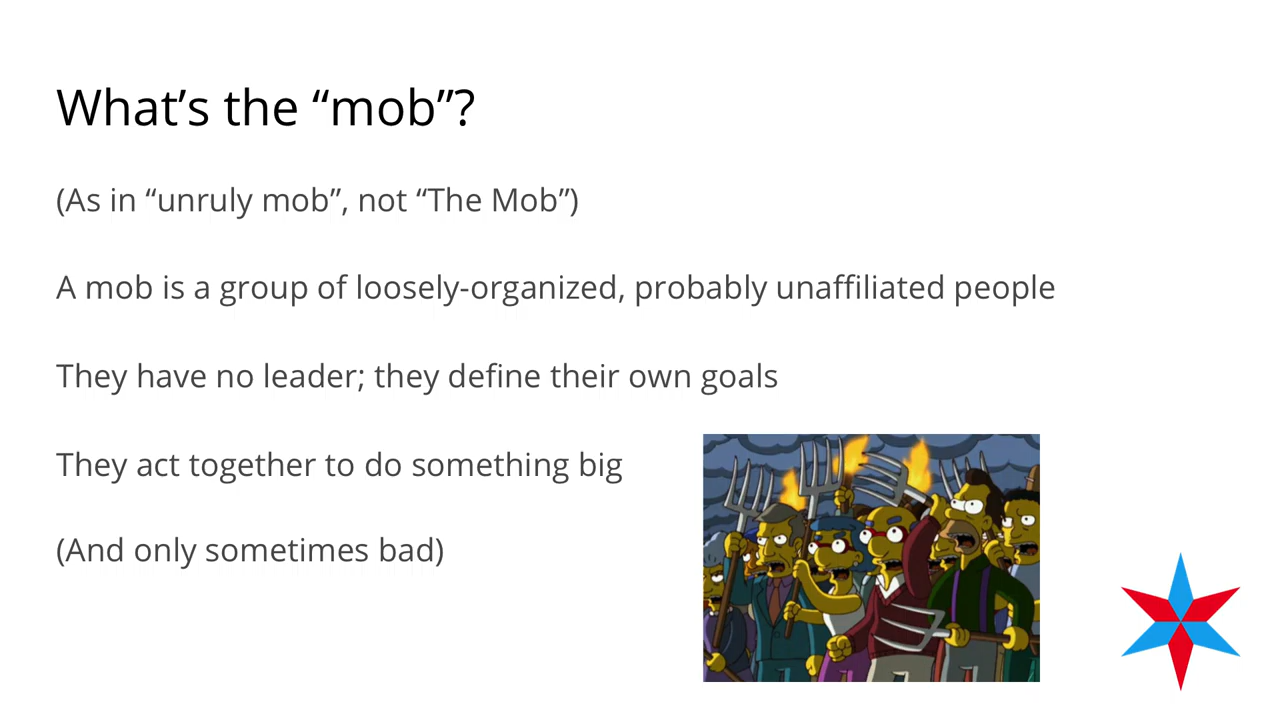 What’s the “mob”?
(As in “unruly mob”, not “The Mob”)
A mob is a group of loosely-organized, probably unaffiliated people
They have no leader; they define their own goals
They act together to do something big
(And only sometimes bad)